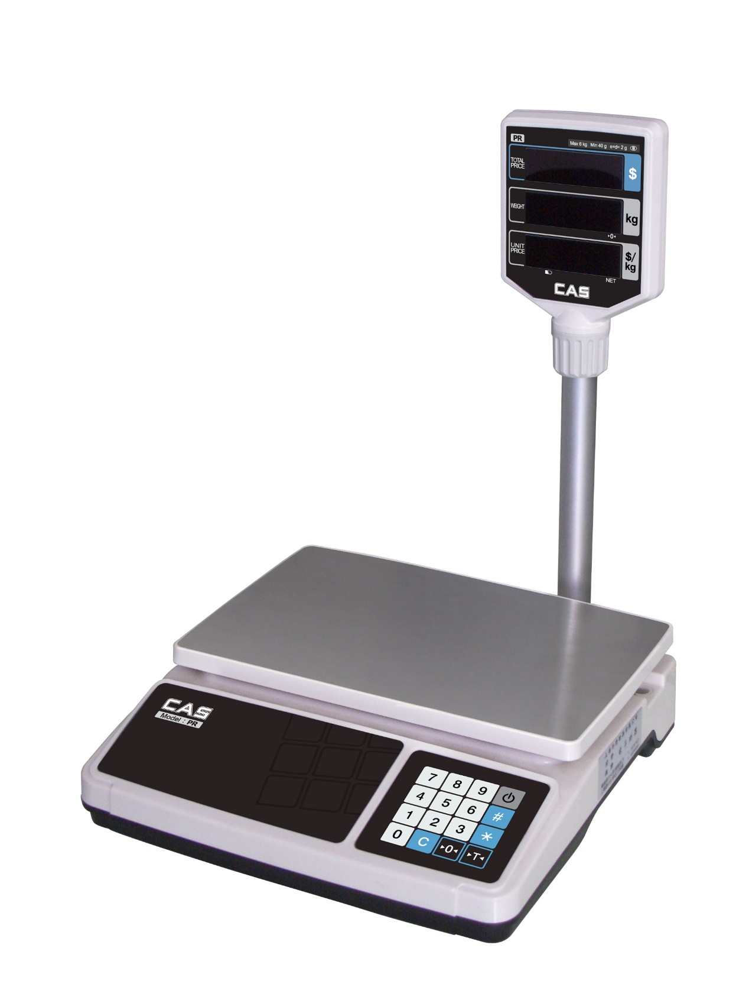 PR
Max 6 kg Min 40 g e=d= 2 g
TOTAL
PRICE
$
WEIGHT
kg
▸0◂
UNIT
PRICE
$/
kg
NET
CAS
CAS
Model : PR
7 8 9
4 5 6 #
1 2 3 *
0 C ▸0◂ ▸T◂